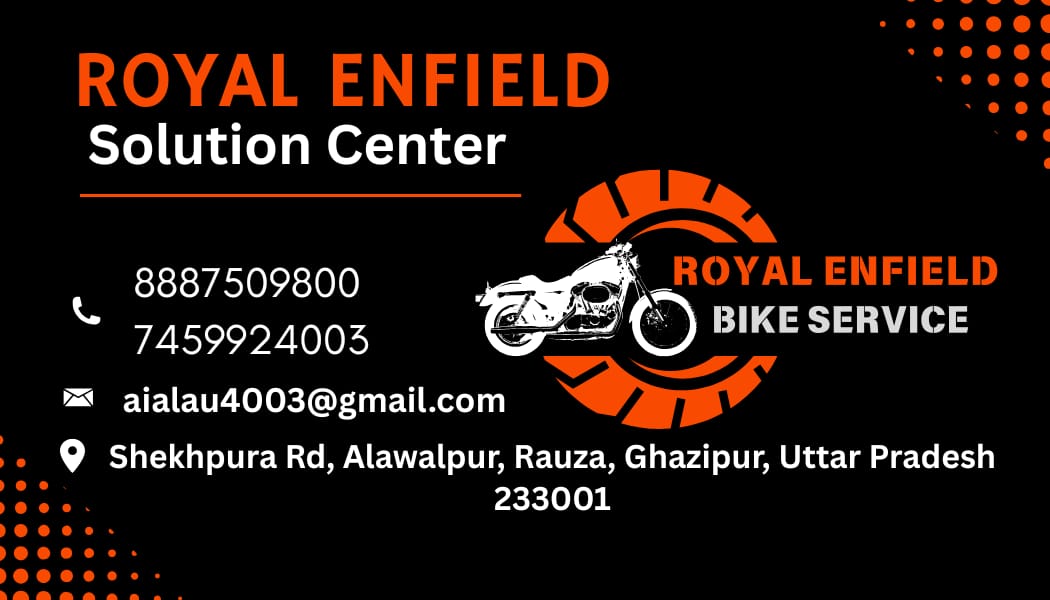 ROYAL ENFIELD
Solution Center
8887509800
7459924003
aialau4003@gmail.com
Shekhpura Rd, Alawalpur, Rauza, Ghazipur, Uttar Pradesh
233001
ROYAL ENFIELD
BIKE SERVICE